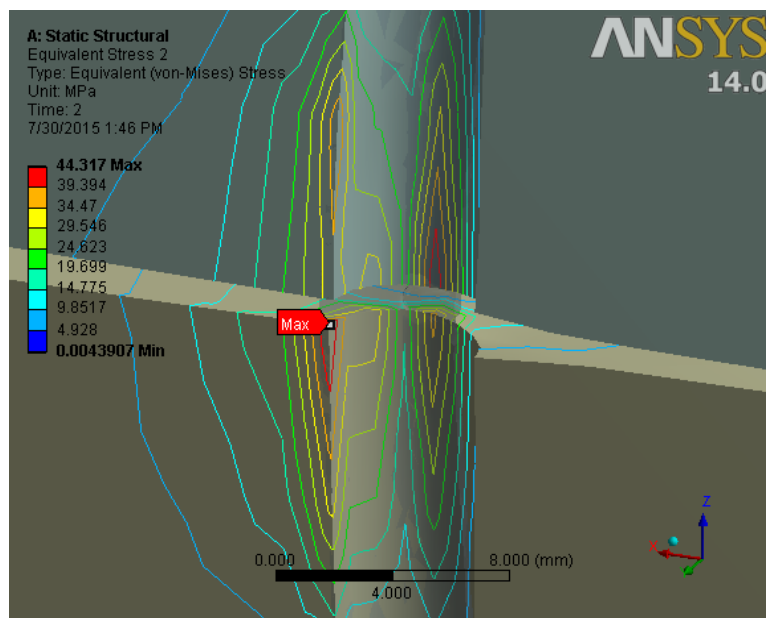 A: Static Structural
Equivalent Stress 2
Type: Equivalent (von-Mises) Stress
Unit: MPa
Time: 2
7/30/2015 1:46 PM
44.317 Max
39.394
34.47
29.546
24.623
19.699
14.775
9.8517
4.928
0.0043907 Min
ANSYS
14.0
Max
0.000
8.000 (mm)
4.000
Z
X